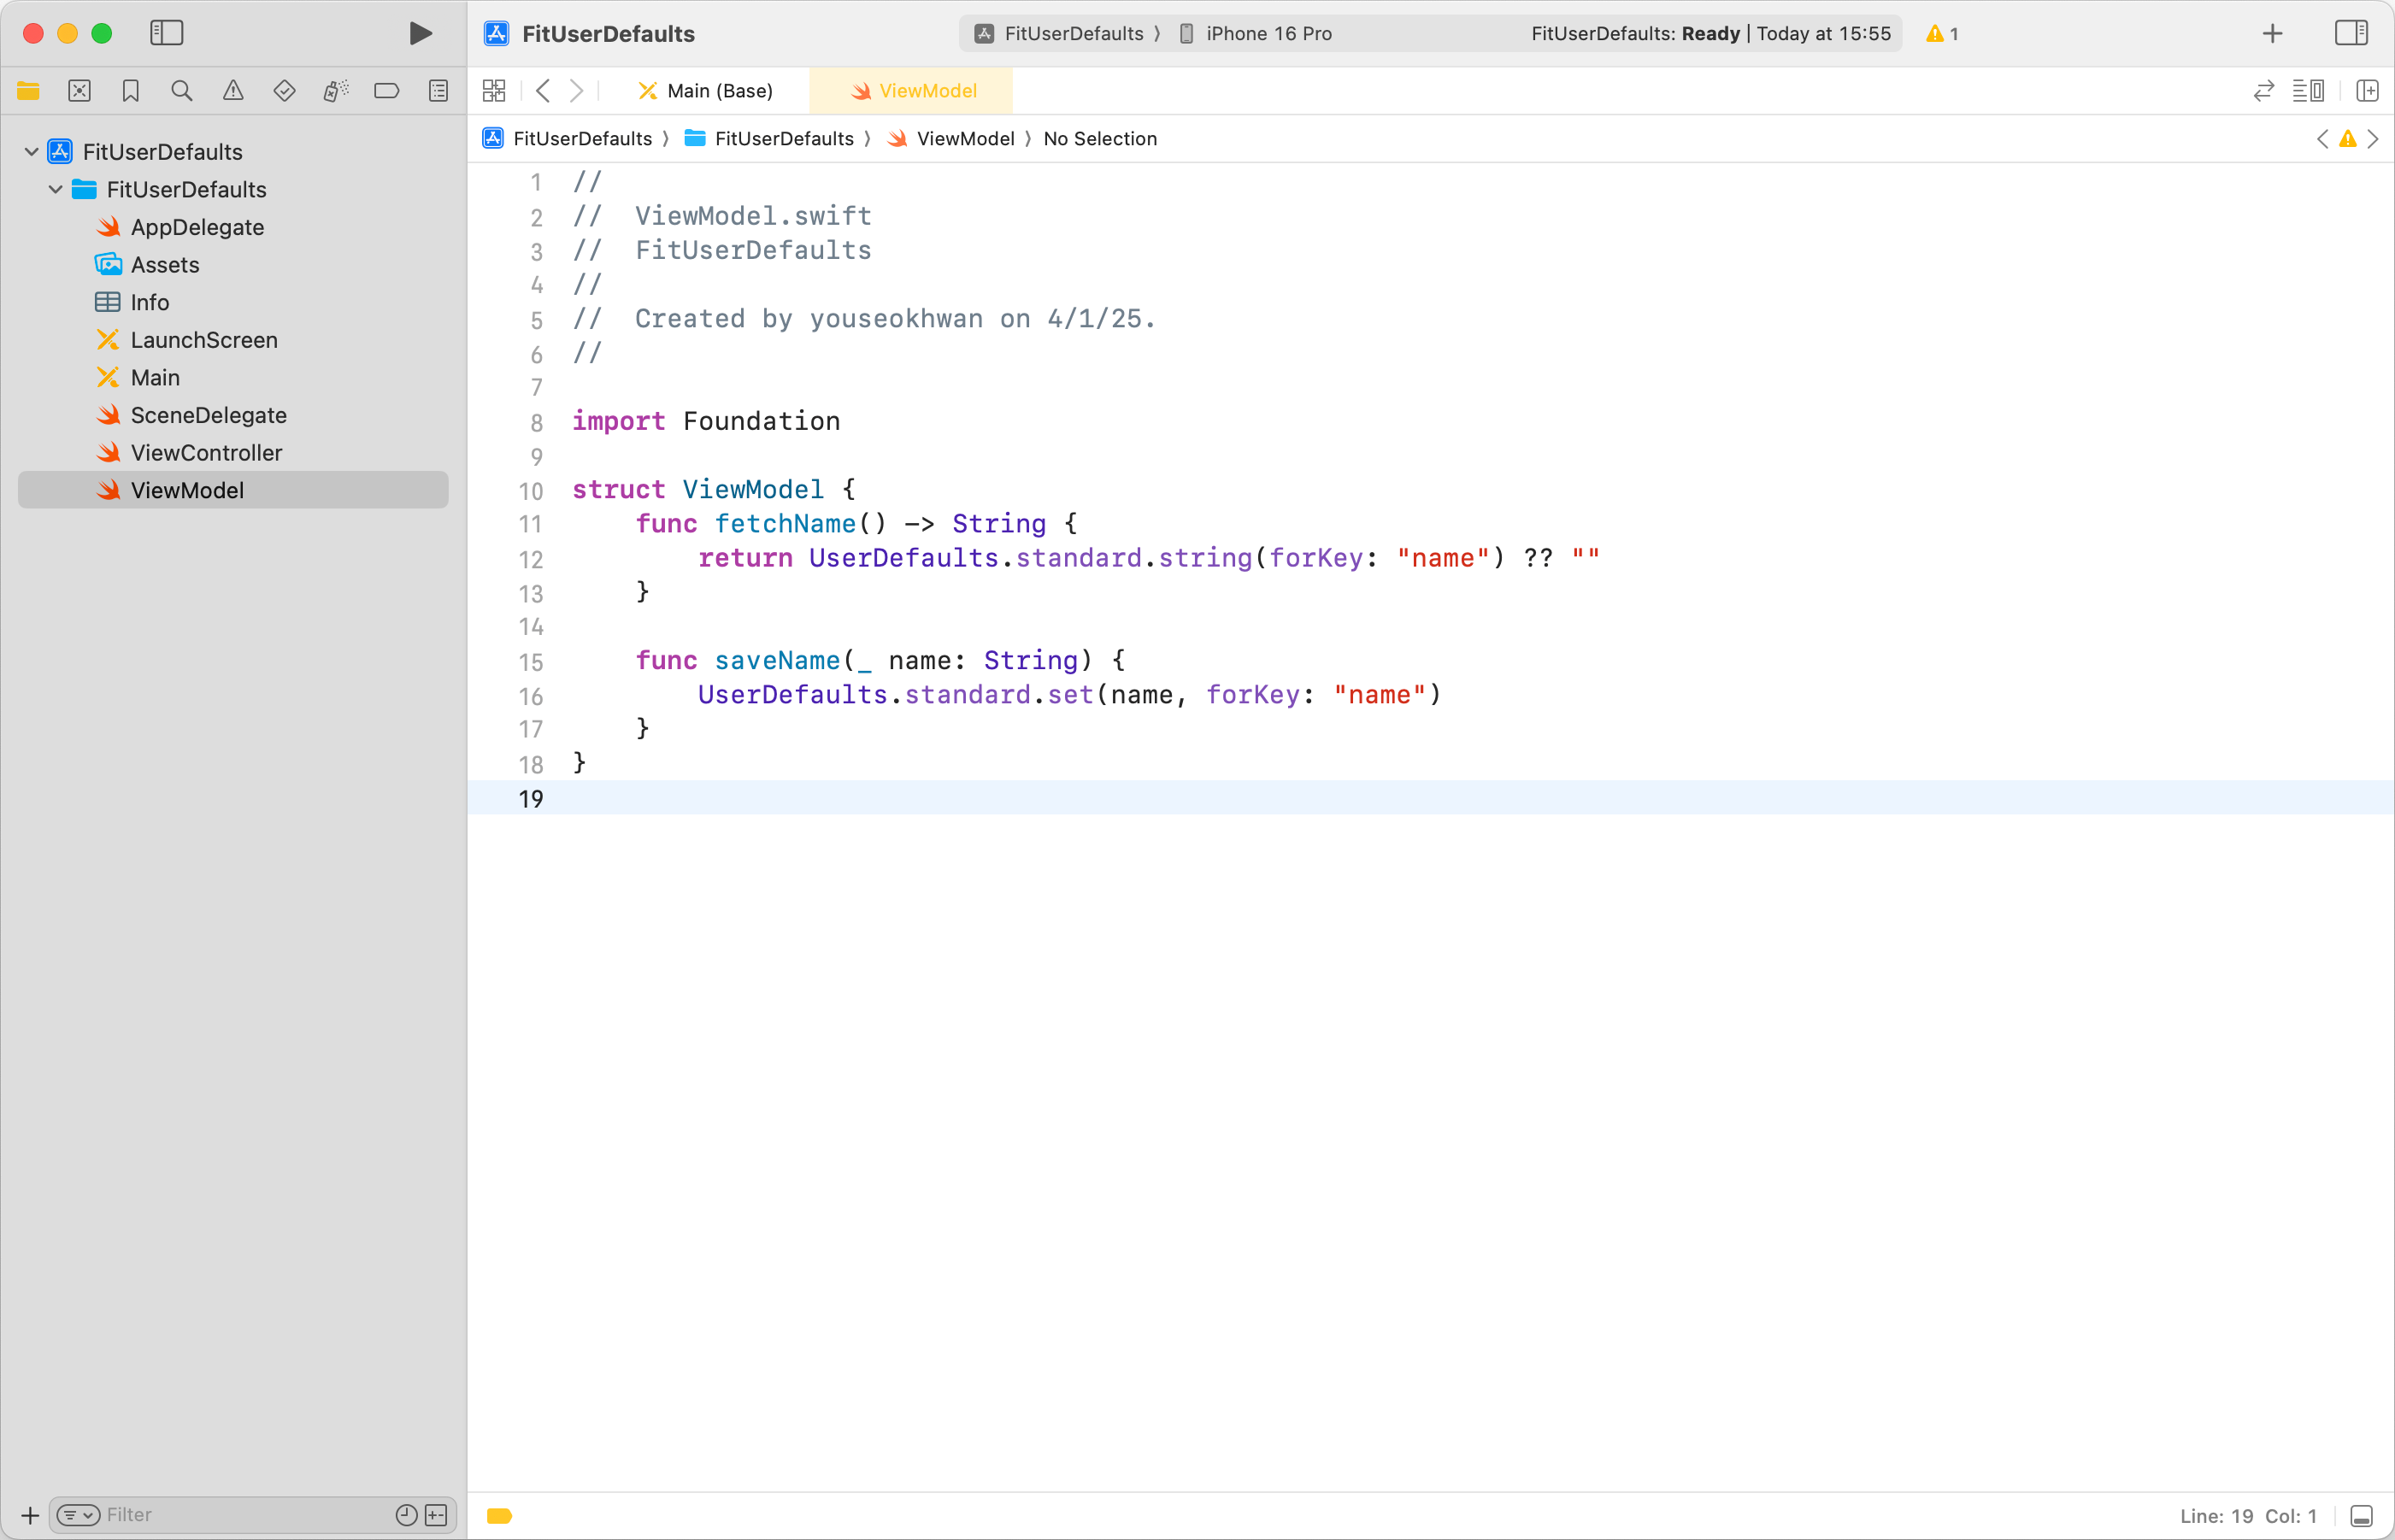 FitUserDefaults
FitUserDefaults 〉 iPhone 16 Pro
FitUserDefaults: Ready | Today at 15:55
1
Main (Base)
ViewModel
FitUserDefaults 〉 FitUserDefaults 〉 ViewModel 〉 No Selection
FitUserDefaults
FitUserDefaults
AppDelegate
Assets
Info
LaunchScreen
Main
SceneDelegate
ViewController
ViewModel
Filter
1 //
2 //  ViewModel.swift
3 //  FitUserDefaults
4 //
5 //  Created by youseokhwan on 4/1/25.
6 //
7
8 import Foundation
9
10 struct ViewModel {
11     func fetchName() -> String {
12         return UserDefaults.standard.string(forKey: "name") ?? ""
13     }
14
15     func saveName(_ name: String) {
16         UserDefaults.standard.set(name, forKey: "name")
17     }
18 }
19
Line: 19 Col: 1